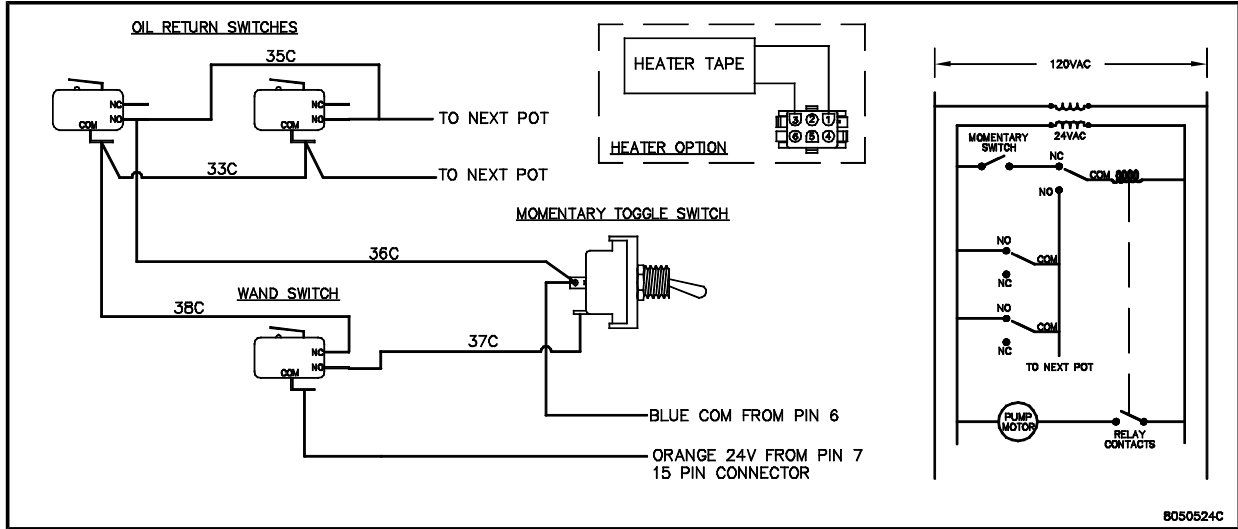 OIL RETURN SWITCHES
35C
NC
NO
COM
NC
NO
COM
TO NEXT POT
33C
TO NEXT POT
HEATER TAPE
3 2 1
6 5 4
HEATER OPTION
MOMENTARY TOGGLE SWITCH
36C
WAND SWITCH
38C
37C
NC
NO
COM
BLUE COM FROM PIN 6
ORANGE 24V FROM PIN 7
15 PIN CONNECTOR
120VAC
24VAC
MOMENTARY
SWITCH
NC
COM
NO
NO
COM
NC
NO
COM
NC
TO NEXT POT
PUMP
MOTOR
RELAY
CONTACTS
8050524C